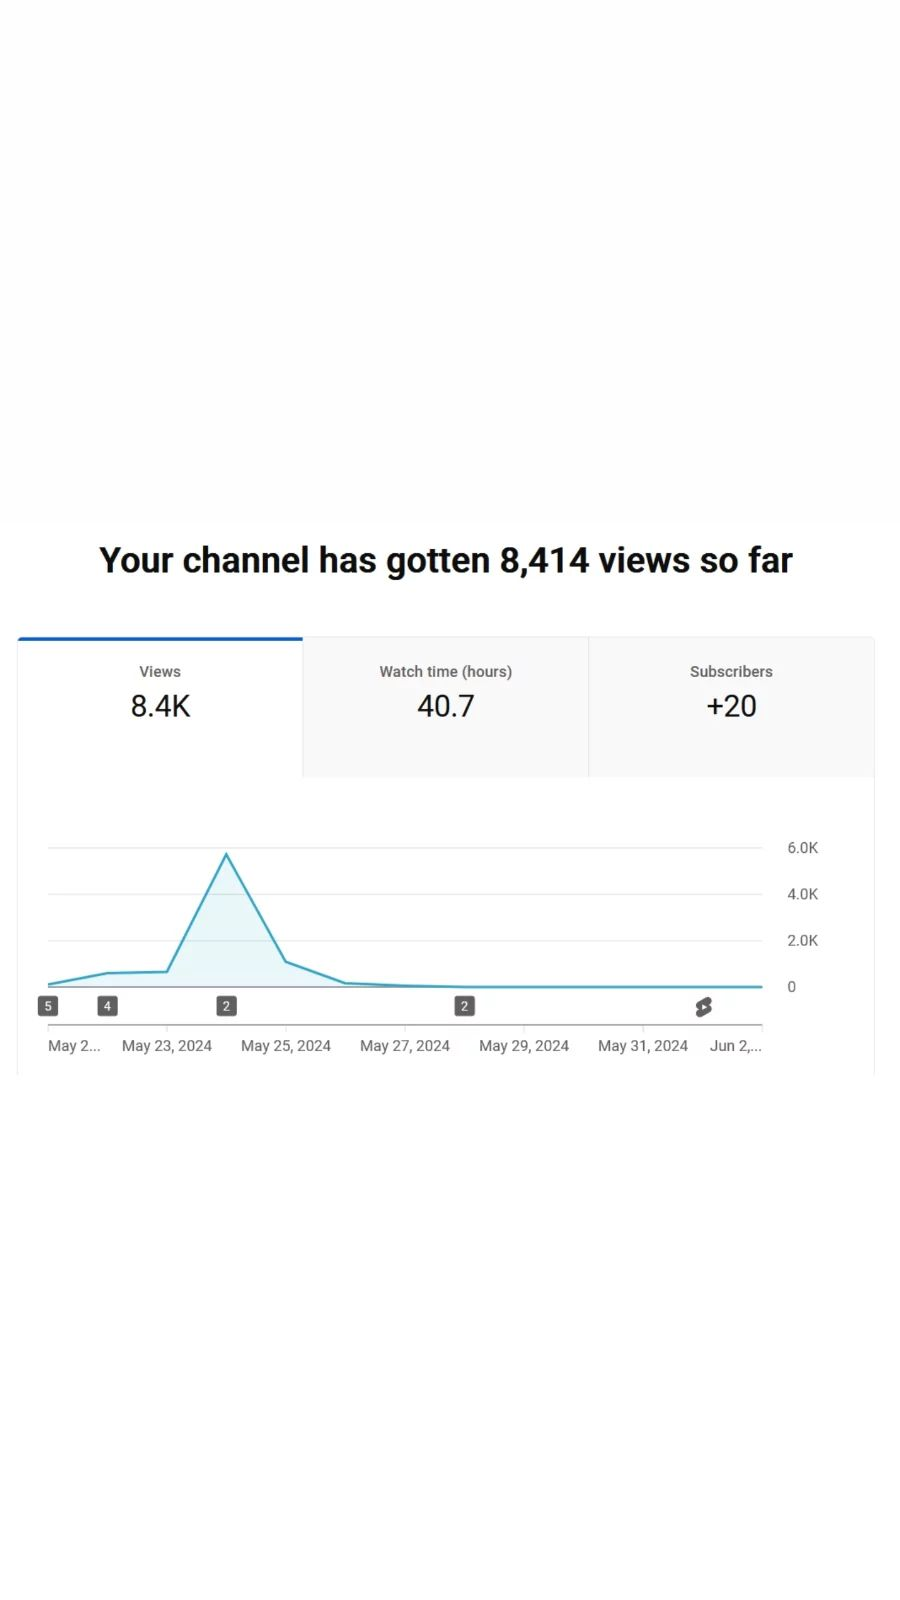 Your channel has gotten 8,414 views so far
Views
8.4K
Watch time (hours)
40.7
Subscribers
+20
6.0K
4.0K
2.0K
0
5 4 2 2
May 2... May 23, 2024 May 25, 2024 May 27, 2024 May 29, 2024 May 31, 2024 Jun 2,...